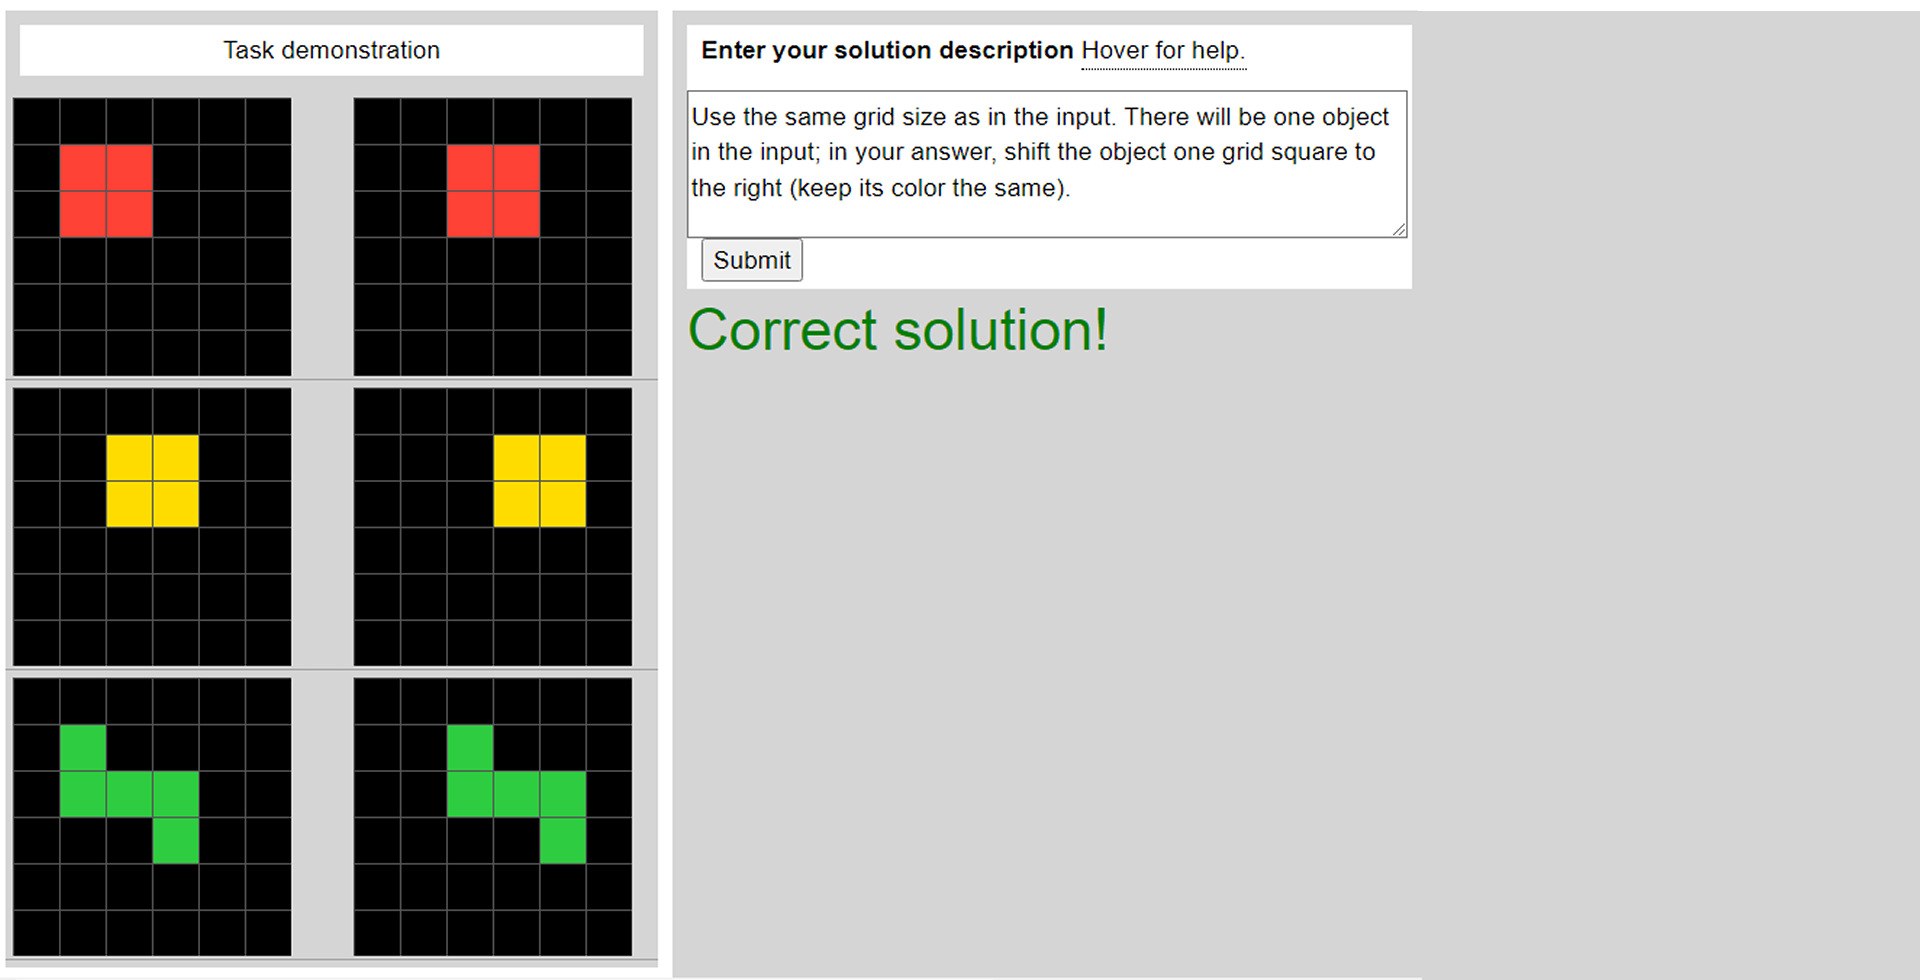 Task demonstration
Enter your solution description Hover for help.
Use the same grid size as in the input. There will be one object
in the input; in your answer, shift the object one grid square to
the right (keep its color the same).
Submit
Correct solution!